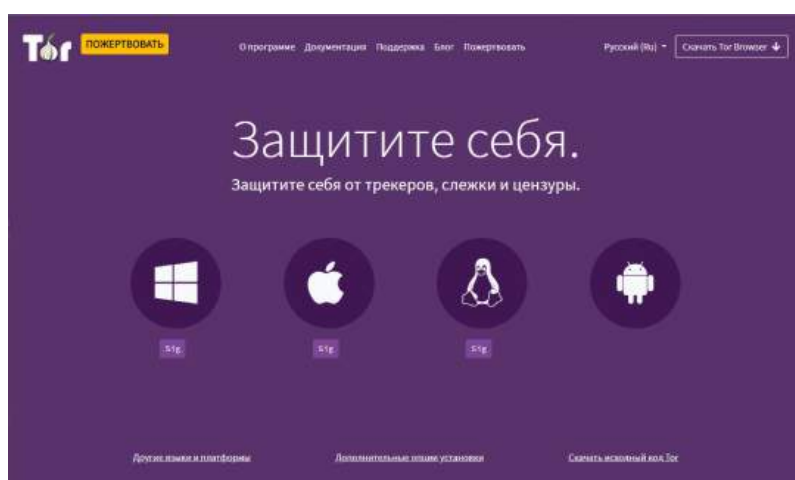 Tor ПОЖЕРТВОВАТЬ О программе Документация Поддержка Блог Пожертвовать Русский (Ru) Скачать Tor Browser
Защитите себя.
Защитите себя от трекеров, слежки и цензуры.
Sig Sig Sig
Другие языки и платформы Дополнительные опции установки Скачать исходный код Tor